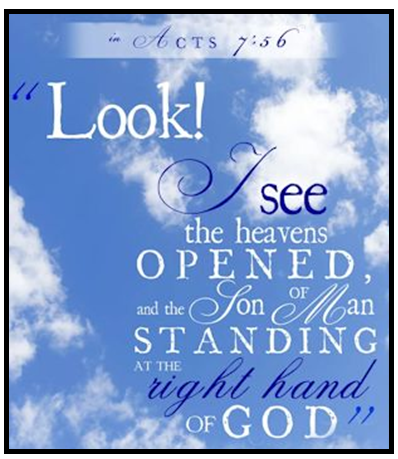 in Acts 7:56
“Look!
I see
the heavens
OPENED,
and the Son OF Man
STANDING
AT THE
right hand
OF GOD”